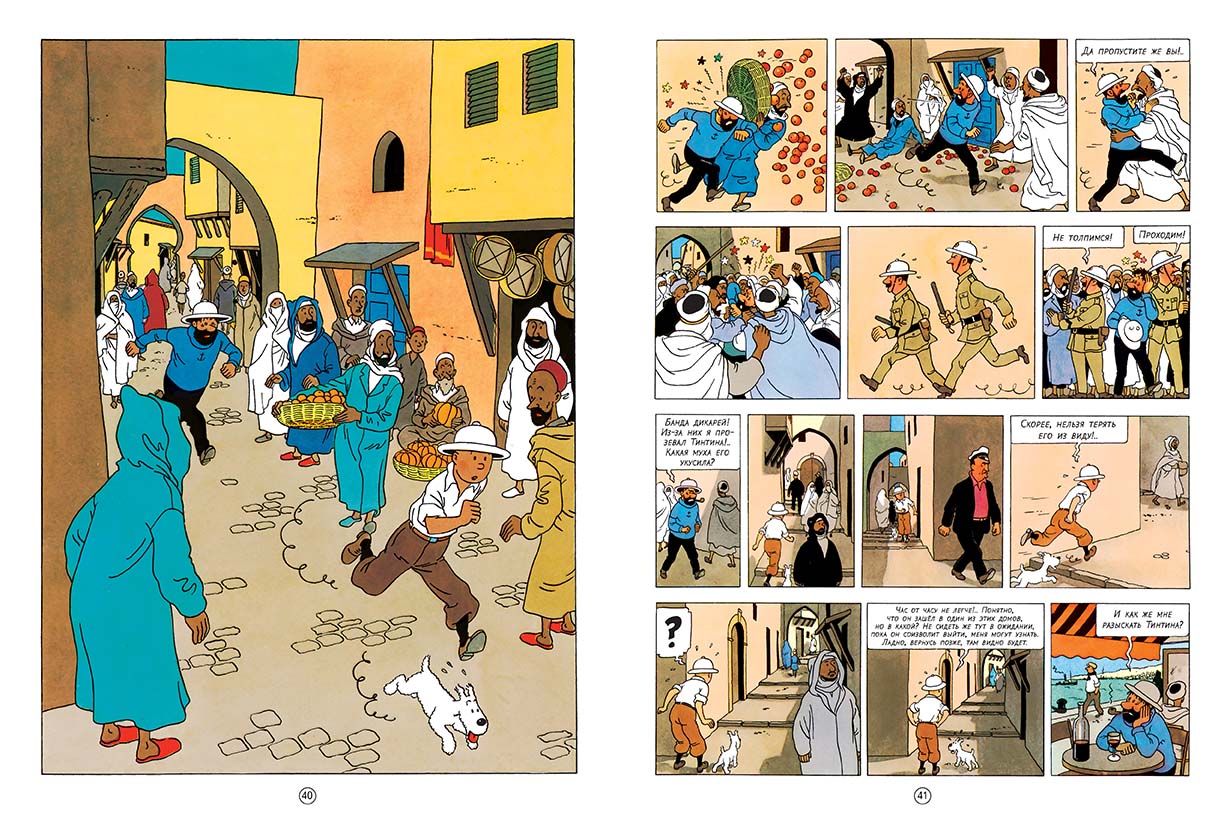 Да пропустите же вы!..
Не толпимся!
Проходим!
Банда дикарей!
Из-за них я про-
зевал Тинтина!..
Какая муха его
укусила?
Скорее, нельзя терять
его из виду!..
?
Час от часу не легче!.. Понятно,
что он зашёл в один из этих домов,
но в какой? Не сидеть же тут в ожидании,
пока он соизволит выйти, меня могут узнать.
Ладно, вернусь позже, там видно будет.
И как же мне
разыскать Тинтина?
40
41